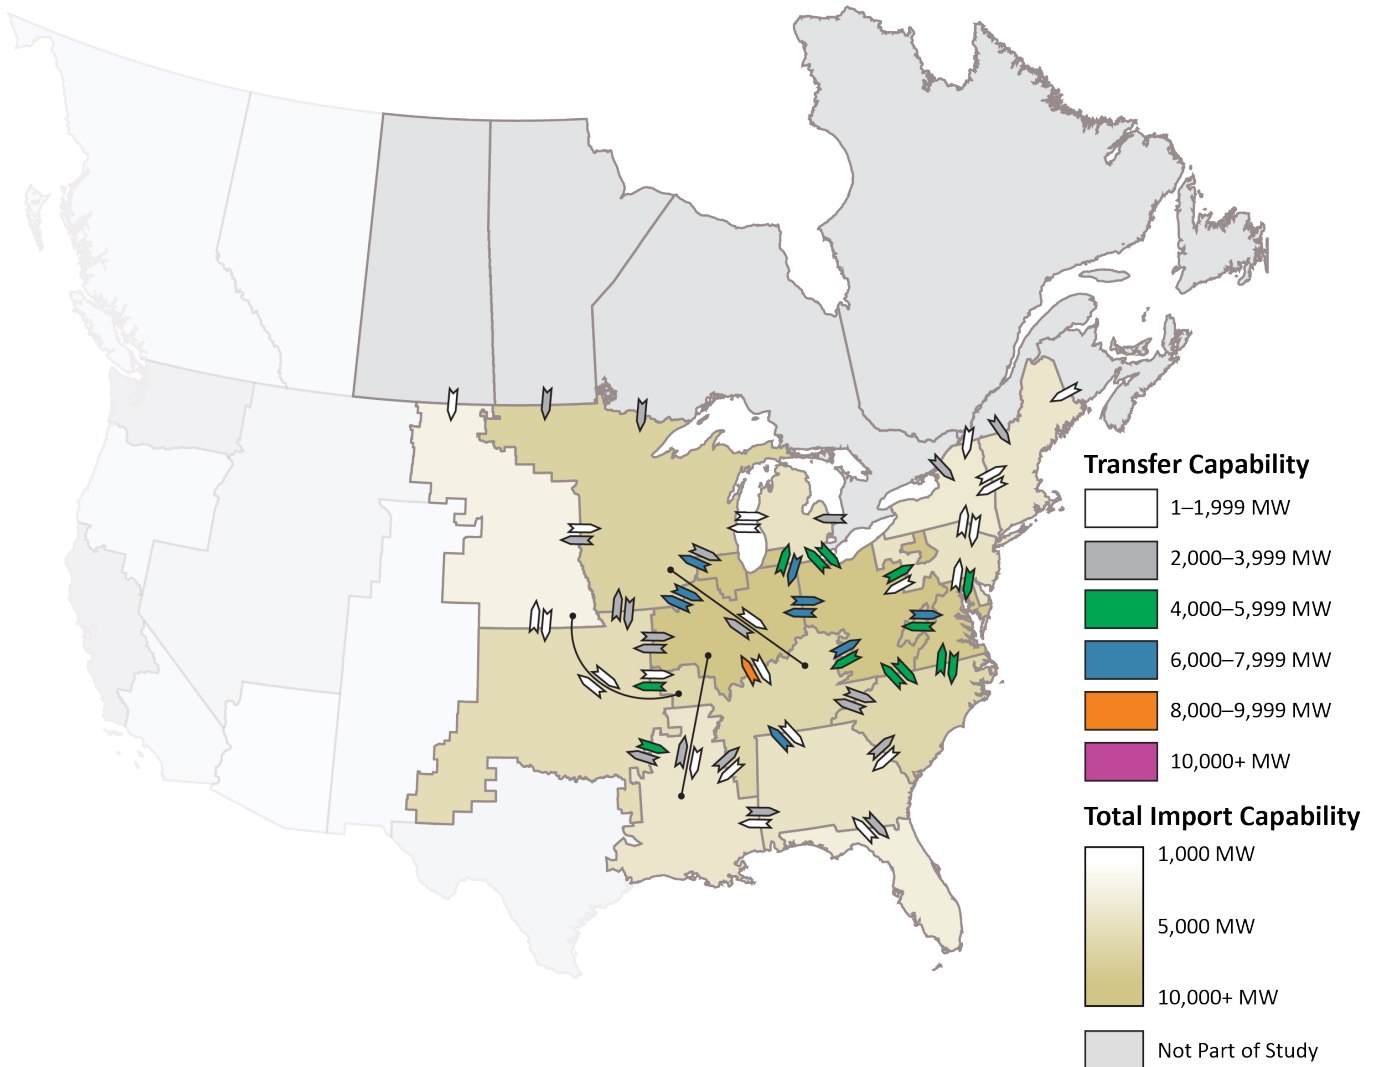 Transfer Capability
1–1,999 MW
2,000–3,999 MW
4,000–5,999 MW
6,000–7,999 MW
8,000–9,999 MW
10,000+ MW
Total Import Capability
1,000 MW
5,000 MW
10,000+ MW
Not Part of Study